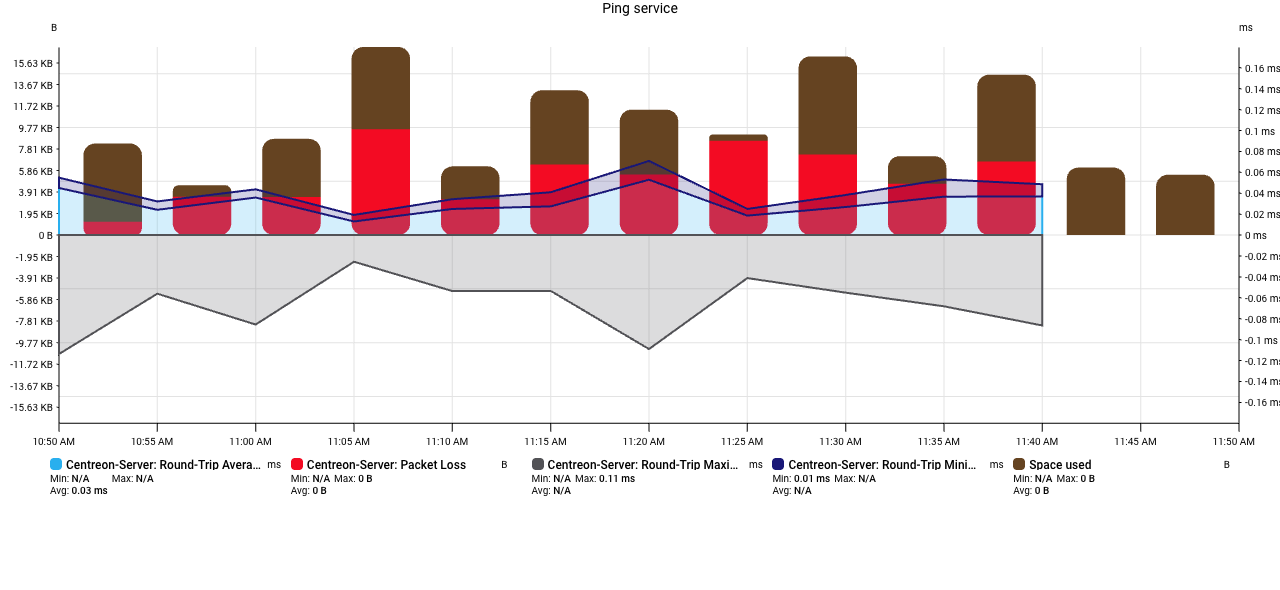 Ping service
B
ms
15.63 KB
13.67 KB
11.72 KB
9.77 KB
7.81 KB
5.86 KB
3.91 KB
1.95 KB
0 B
-1.95 KB
-3.91 KB
-5.86 KB
-7.81 KB
-9.77 KB
-11.72 KB
-13.67 KB
-15.63 KB
0.16 ms
0.14 ms
0.12 ms
0.1 ms
0.08 ms
0.06 ms
0.04 ms
0.02 ms
0 ms
-0.02 ms
-0.04 ms
-0.06 ms
-0.08 ms
-0.1 ms
-0.12 ms
-0.14 ms
-0.16 ms
10:50 AM 10:55 AM 11:00 AM 11:05 AM 11:10 AM 11:15 AM 11:20 AM 11:25 AM 11:30 AM 11:35 AM 11:40 AM 11:45 AM 11:50 AM
Centreon-Server: Round-Trip Avera... ms
Min: N/A Max: N/A
Avg: 0.03 ms
Centreon-Server: Packet Loss B
Min: N/A Max: 0 B
Avg: 0 B
Centreon-Server: Round-Trip Maxi... ms
Min: N/A Max: 0.11 ms
Avg: N/A
Centreon-Server: Round-Trip Mini... ms
Min: 0.01 ms Max: N/A
Avg: N/A
Space used B
Min: N/A Max: 0 B
Avg: 0 B